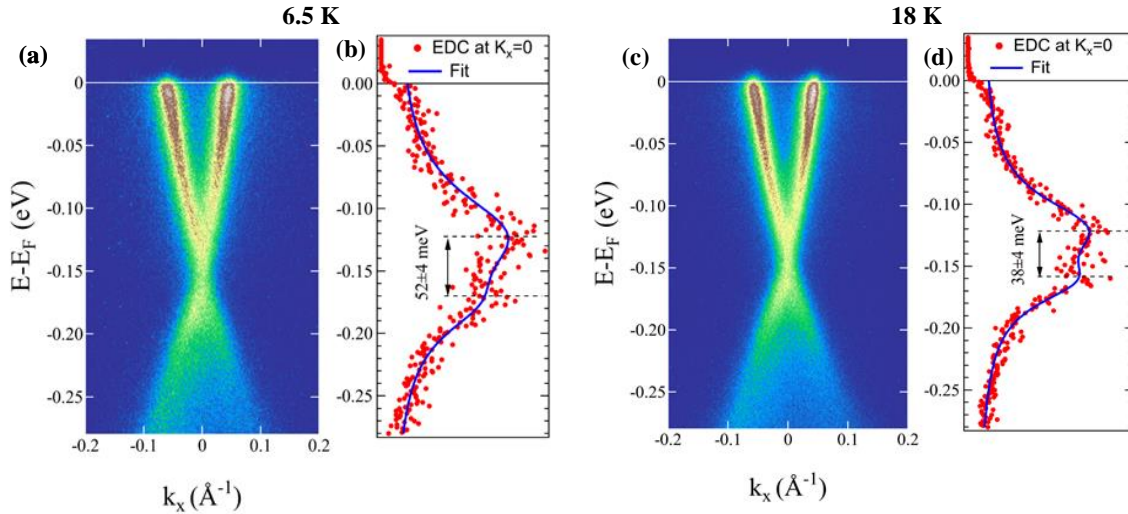 6.5 K
18 K
(a)
(b)
(c)
(d)
EDC at Kx=0
Fit
EDC at Kx=0
Fit
0
-0.05
-0.10
-0.15
-0.20
-0.25
E-EF (eV)
-0.2
-0.1
0
0.1
0.2
kx (Å-1)
0.00
-0.05
-0.10
-0.15
-0.20
-0.25
52±4 meV
0
-0.05
-0.10
-0.15
-0.20
-0.25
E-EF (eV)
-0.2
-0.1
0
0.1
0.2
kx (Å-1)
0.00
-0.05
-0.10
-0.15
-0.20
-0.25
38±4 meV